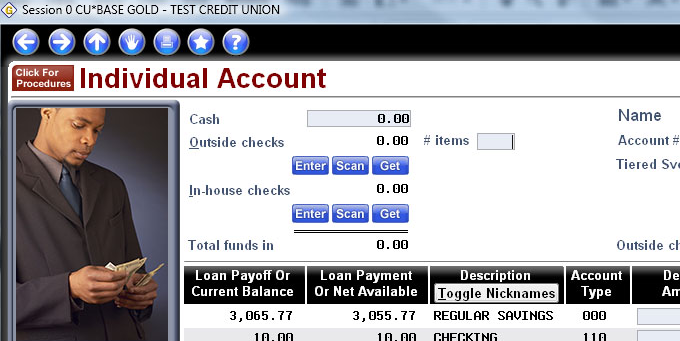 Session 0 CU*BASE GOLD - TEST CREDIT UNION
Click For
Procedures
Individual Account
Cash 0.00 Name
Outside checks 0.00 # items Account #
Enter Scan Get Tiered
In-house checks 0.00
Enter Scan Get
Total funds in 0.00 Outside
Loan Payoff Or Loan Payment Description Account
Current Balance Or Net Available Toggle Nicknames Type
3,065.77 3,055.77 REGULAR SAVINGS 000
10.00 10.00 CHECKING 110